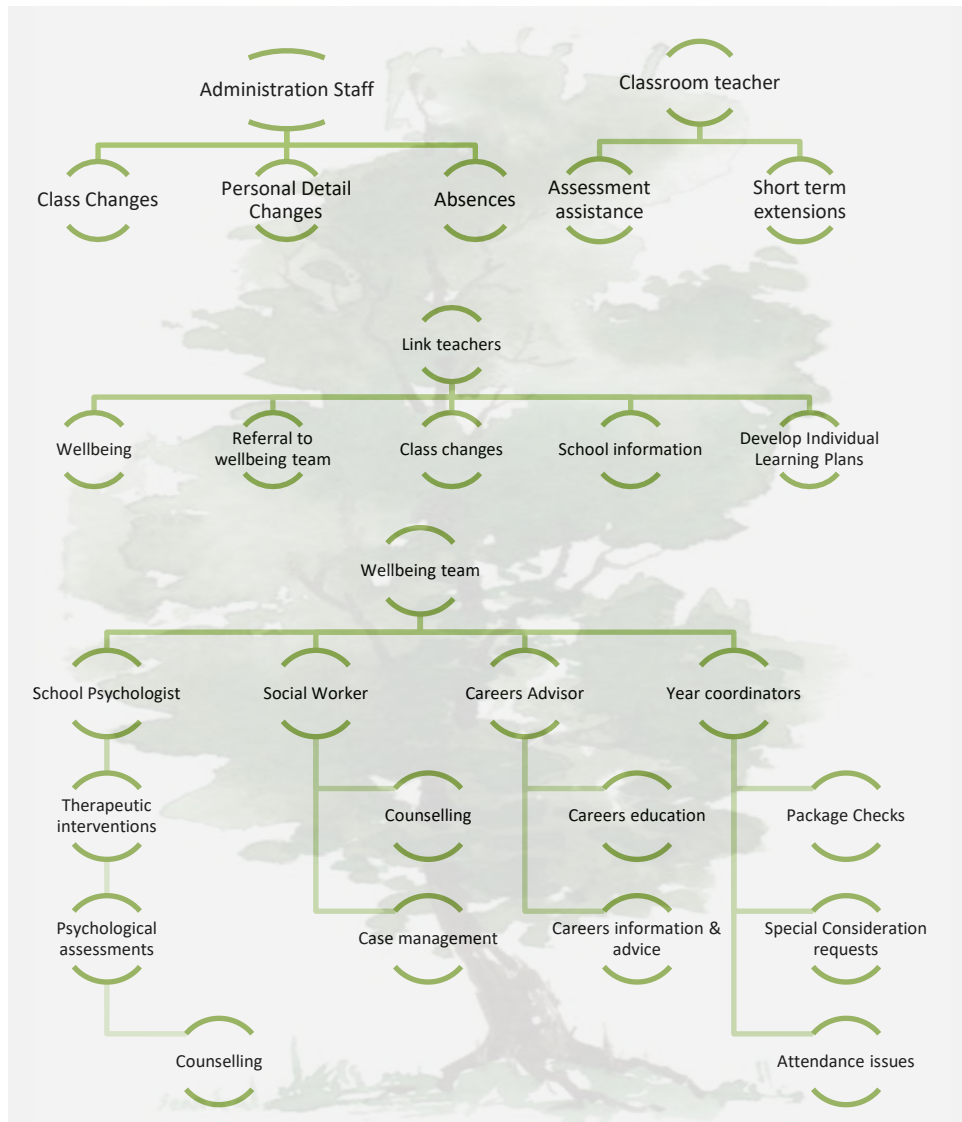 Administration Staff
Classroom teacher
Class Changes
Personal Detail
Changes
Absences
Assessment
assistance
Short term
extensions
Link teachers
Wellbeing
Referral to
wellbeing team
Class changes
School information
Develop Individual
Learning Plans
Wellbeing team
School Psychologist
Social Worker
Careers Advisor
Year coordinators
Therapeutic
interventions
Counselling
Careers education
Package Checks
Psychological
assessments
Case management
Careers information &
advice
Special Consideration
requests
Counselling
Attendance issues